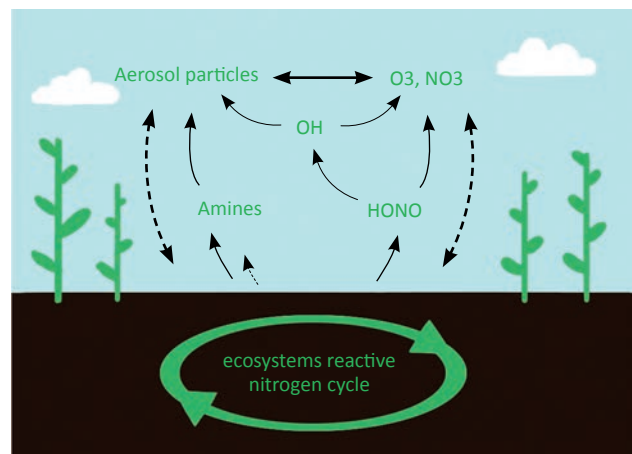 Aerosol particles
O3, NO3
OH
Amines
HONO
ecosystems reactive
nitrogen cycle